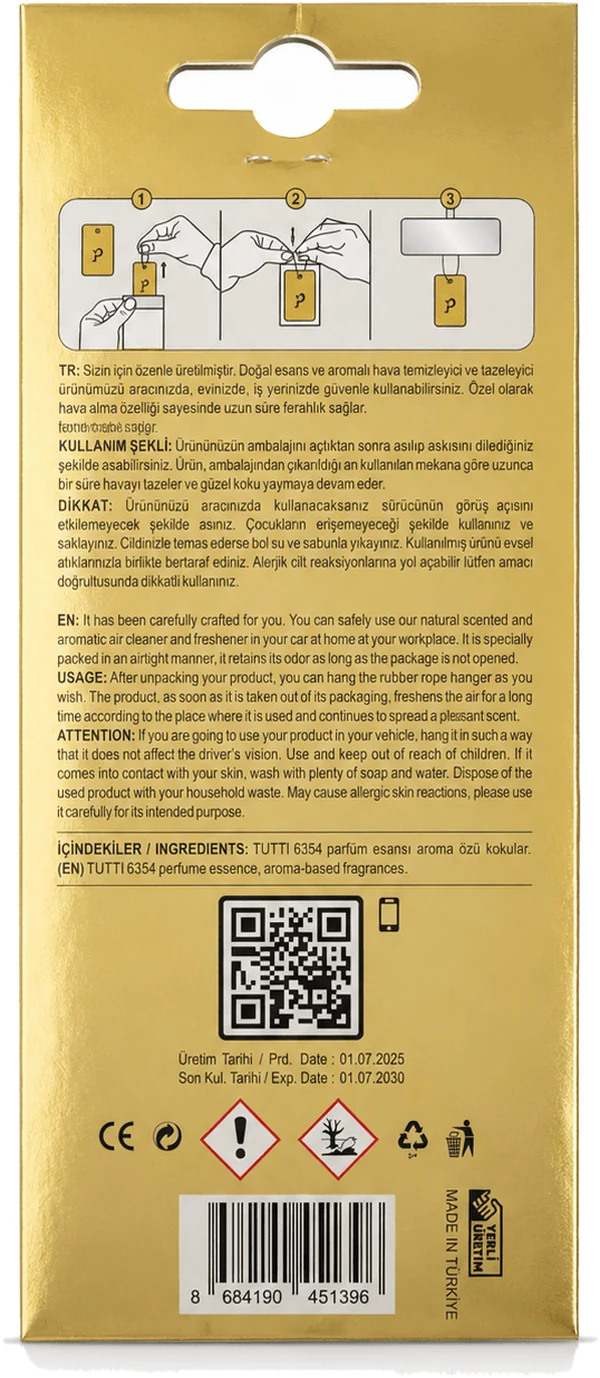 1
2
3
TR: Sizin için özenle üretilmiştir. Doğal esans ve aromalı hava temizleyici ve tazeleyici
ürünümüzü aracınızda, evinizde, iş yerinizde güvenle kullanabilirsiniz. Özel olarak
hava alma özelliği sayesinde uzun süre ferahlık sağlar.
KULLANIM ŞEKLİ: Ürününüzün ambalajını açtıktan sonra asılıp askısını dilediğiniz
şekilde asabilirsiniz. Ürün, ambalajından çıkarıldığı an kullanılan mekana göre uzunca
bir süre havayı tazeler ve güzel koku yaymaya devam eder.
DİKKAT: Ürününüzü aracınızda kullanacaksanız sürücünün görüş açısını
etkilemeyecek şekilde asınız. Çocukların erişemeyeceği şekilde kullanınız ve
saklayınız. Cildinizle temas ederse bol su ve sabunla yıkayınız. Kullanılmış ürünü evsel
atıklarınızla birlikte bertaraf ediniz. Alerjik cilt reaksiyonlarına yol açabilir lütfen amacı
doğrultusunda dikkatli kullanınız.
EN: It has been carefully crafted for you. You can safely use our natural scented and
aromatic air cleaner and freshener in your car at home at your workplace. It is specially
packed in an airtight manner, it retains its odor as long as the package is not opened.
USAGE: After unpacking your product, you can hang the rubber rope hanger as you
wish. The product, as soon as it is taken out of its packaging, freshens the air for a long
time according to the place where it is used and continues to spread a pleasant scent.
ATTENTION: If you are going to use your product in your vehicle, hang it in such a way
that it does not affect the driver's vision. Use and keep out of reach of children. If it
comes into contact with your skin, wash with plenty of soap and water. Dispose of the
used product with your household waste. May cause allergic skin reactions, please use
it carefully for its intended purpose.
İÇİNDEKİLER / INGREDIENTS: TUTTI 6354 parfüm esansı aroma özü kokular.
(EN) TUTTI 6354 perfume essence, aroma-based fragrances.
Üretim Tarihi / Prd. Date : 01.07.2025
Son Kul. Tarihi / Exp. Date : 01.07.2030
CE
YERLİ
ÜRETİM
MADE IN TÜRKİYE
8 684190 451396